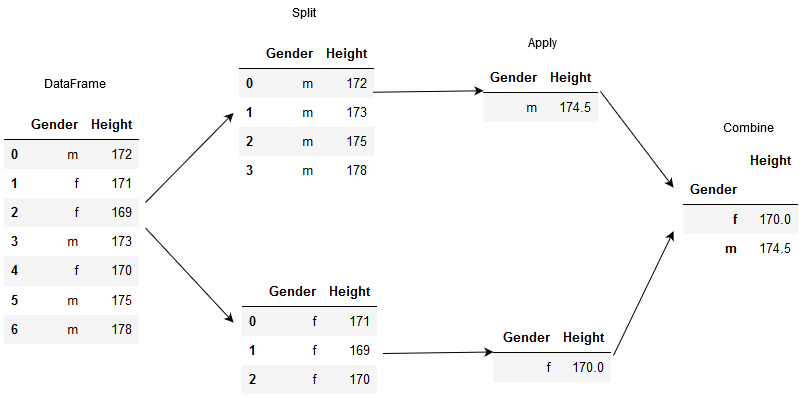 DataFrame
Gender Height
0 m 172
1 f 171
2 f 169
3 m 173
4 f 170
5 m 175
6 m 178
Split
Gender Height
0 m 172
1 m 173
2 m 175
3 m 178
Gender Height
0 f 171
1 f 169
2 f 170
Apply
Gender Height
m 174.5
Gender Height
f 170.0
Combine
Height
Gender
f 170.0
m 174.5